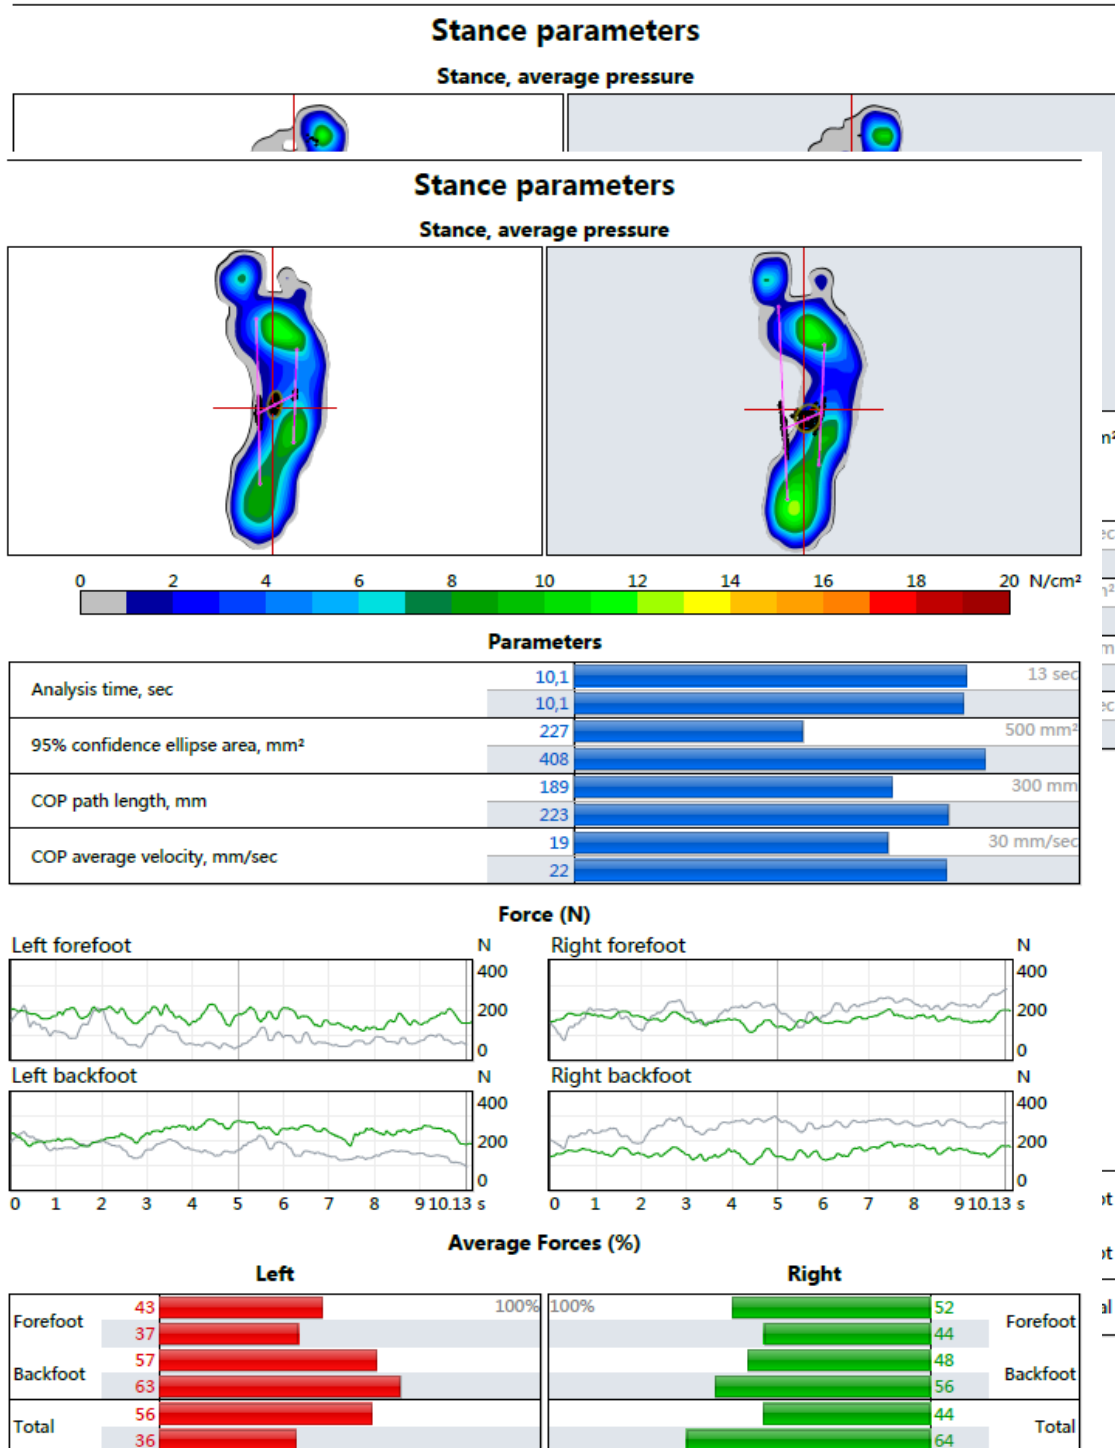 Stance parameters
Stance, average pressure
Stance parameters
Stance, average pressure
0 2 4 6 8 10 12 14 16 18 20 N/cm²
Parameters
Analysis time, sec 10,1 13 sec
10,1
95% confidence ellipse area, mm² 227 500 mm²
408
COP path length, mm 189 300 mm
223
COP average velocity, mm/sec 19 30 mm/sec
22
Force (N)
Left forefoot N Right forefoot N
400 400
200 200
0 0
Left backfoot N Right backfoot N
400 400
200 200
0 0
0 1 2 3 4 5 6 7 8 9 10.13 s 0 1 2 3 4 5 6 7 8 9 10.13 s
Average Forces (%)
Left Right
Forefoot 43 100% 100% 52 Forefoot
37 44
Backfoot 57 48 Backfoot
63 56
Total 56 44 Total
36 64